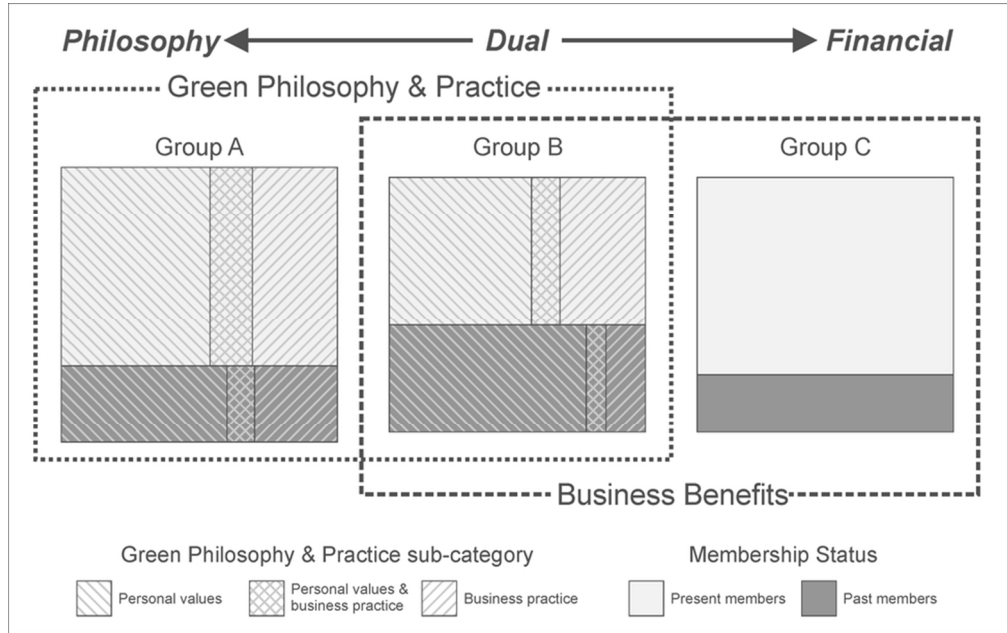 Philosophy Dual Financial
Green Philosophy & Practice
Group A Group B Group C
Business Benefits
Green Philosophy & Practice sub-category
Membership Status
Personal values
Personal values &
business practice
Business practice
Present members
Past members